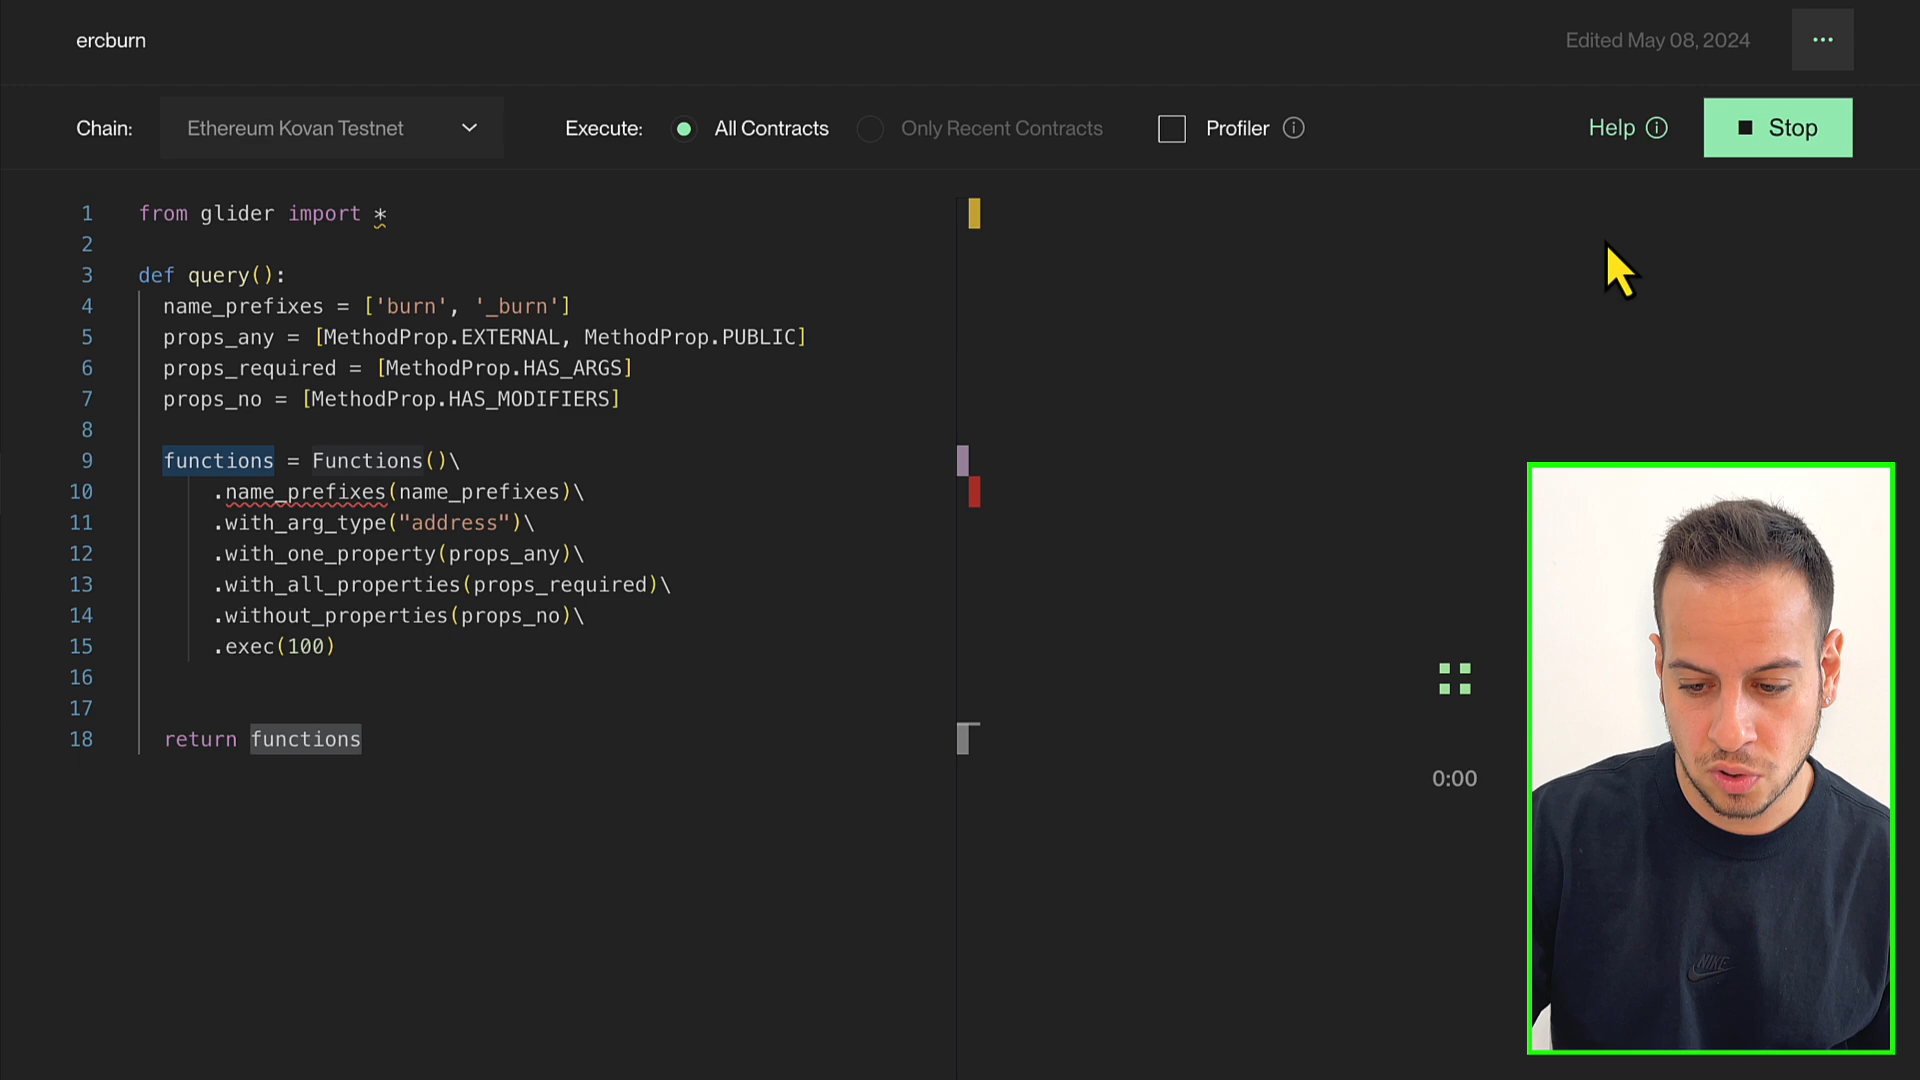 ercburn
Edited May 08, 2024
Chain: Ethereum Kovan Testnet Execute: All Contracts Only Recent Contracts Profiler Help Stop
1 from glider import *
2
3 def query():
4 name_prefixes = ['burn', '_burn']
5 props_any = [MethodProp.EXTERNAL, MethodProp.PUBLIC]
6 props_required = [MethodProp.HAS_ARGS]
7 props_no = [MethodProp.HAS_MODIFIERS]
8
9 functions = Functions()\
10 .name_prefixes(name_prefixes)\
11 .with_arg_type("address")\
12 .with_one_property(props_any)\
13 .with_all_properties(props_required)\
14 .without_properties(props_no)\
15 .exec(100)
16
17
18 return functions
0:00
NIKE